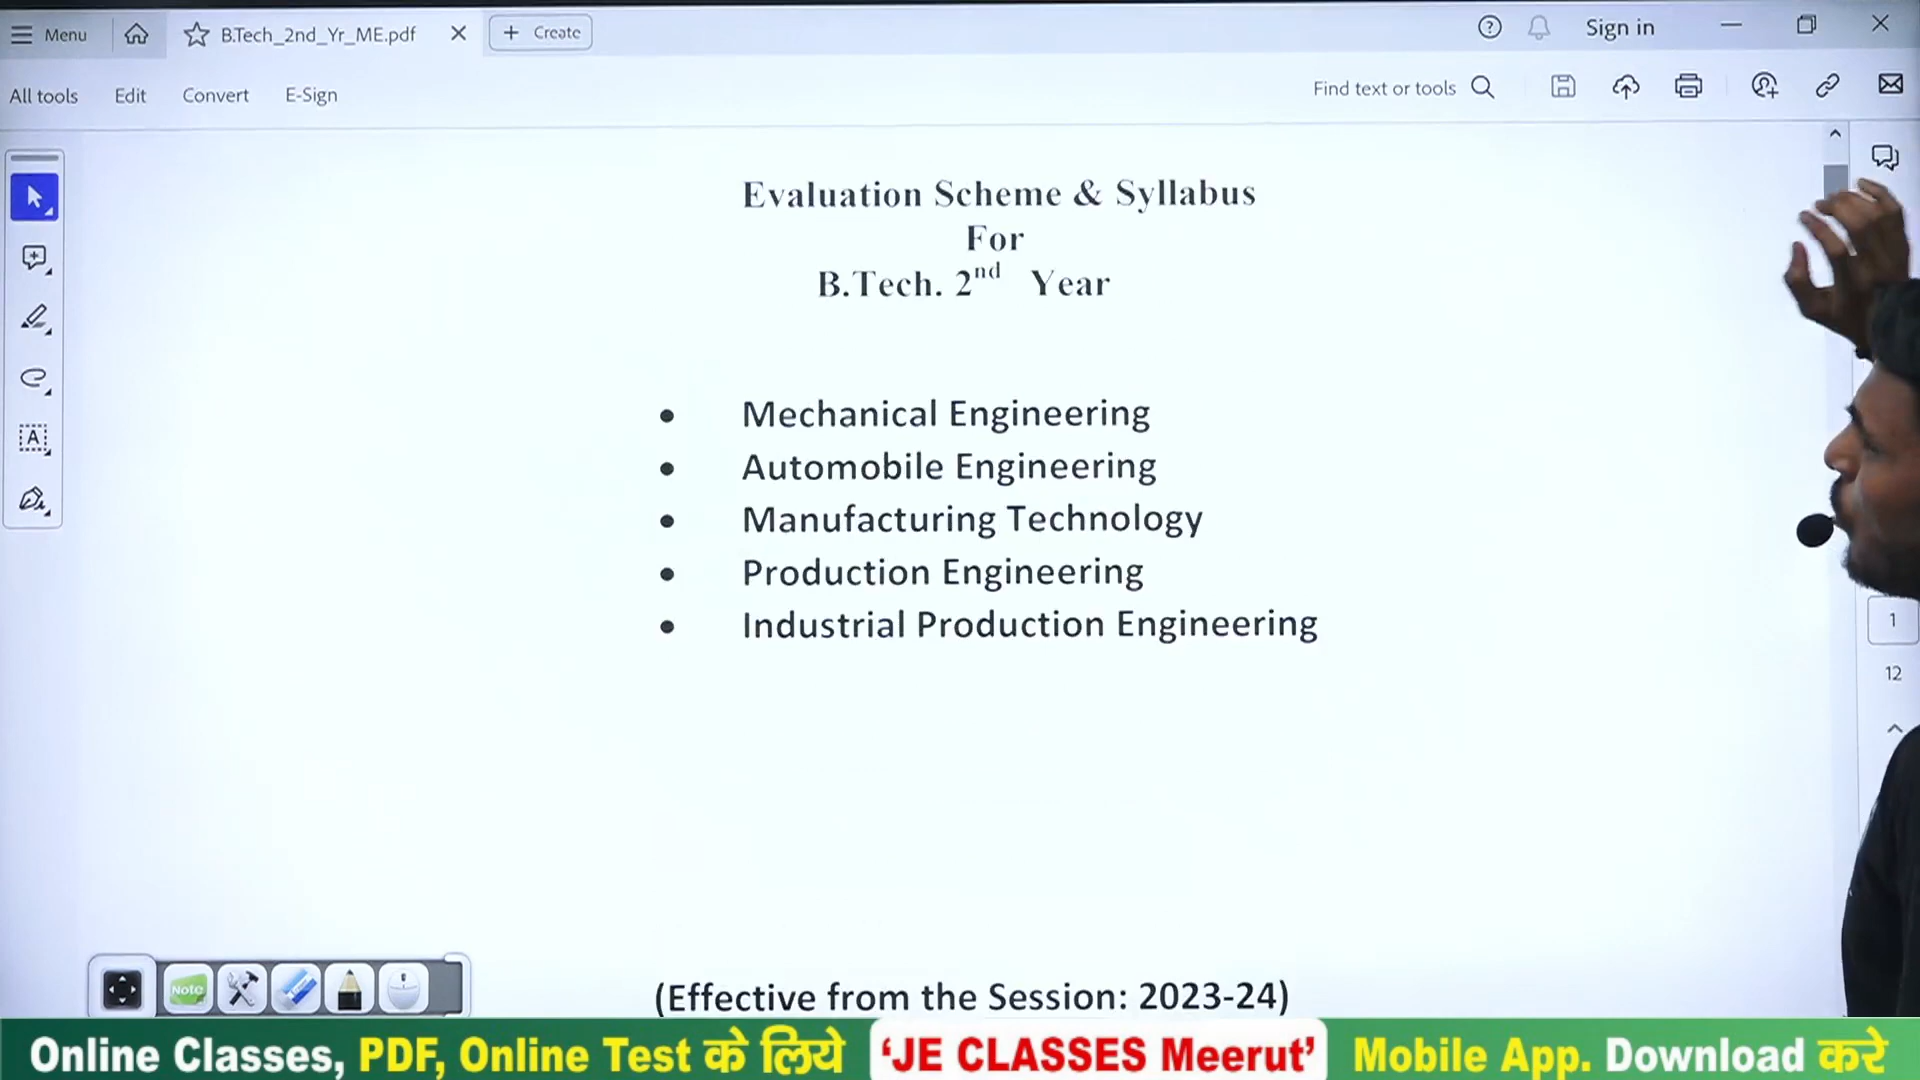 Menu B.Tech_2nd_Yr_ME.pdf + Create Sign in
All tools Edit Convert E-Sign Find text or tools
Evaluation Scheme & Syllabus
For
B.Tech. 2nd Year
• Mechanical Engineering
• Automobile Engineering
• Manufacturing Technology
• Production Engineering
• Industrial Production Engineering
1
12
A
Note
(Effective from the Session: 2023-24)
Online Classes, PDF, Online Test के लिये ‘JE CLASSES Meerut’ Mobile App. Download करे